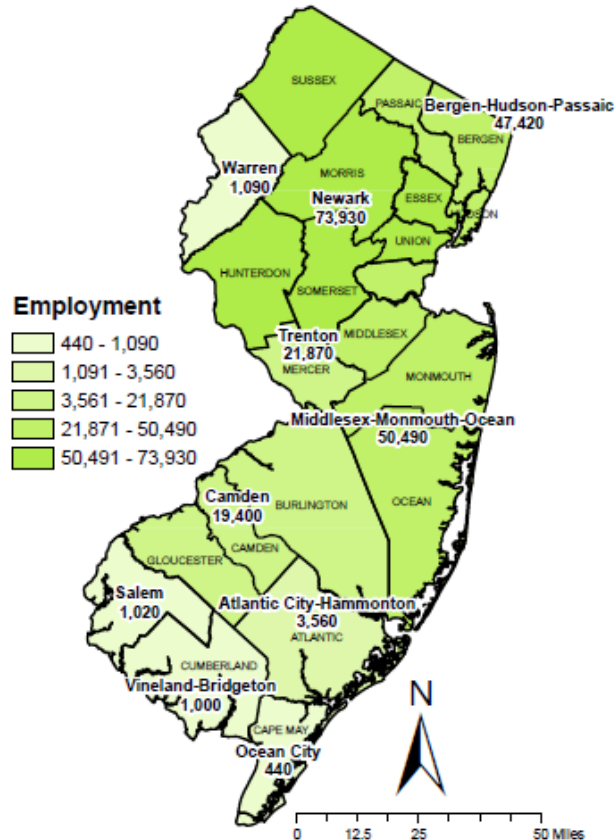 SUSSEX
PASSAIC
Bergen-Hudson-Passaic
47,420
BERGEN
Warren
1,090
MORRIS
Newark
73,930
ESSEX
UNION
HUNTERDON
SOMERSET
Employment
440 - 1,090
1,091 - 3,560
3,561 - 21,870
21,871 - 50,490
50,491 - 73,930
Trenton
21,870
MERCER
MIDDLESEX
MONMOUTH
Middlesex-Monmouth-Ocean
50,490
OCEAN
Camden
19,400
BURLINGTON
CAMDEN
GLOUCESTER
Salem
1,020
Atlantic City-Hammonton
3,560
ATLANTIC
CUMBERLAND
Vineland-Bridgeton
1,000
CAPE MAY
Ocean City
440
N
0 12.5 25 50 Miles